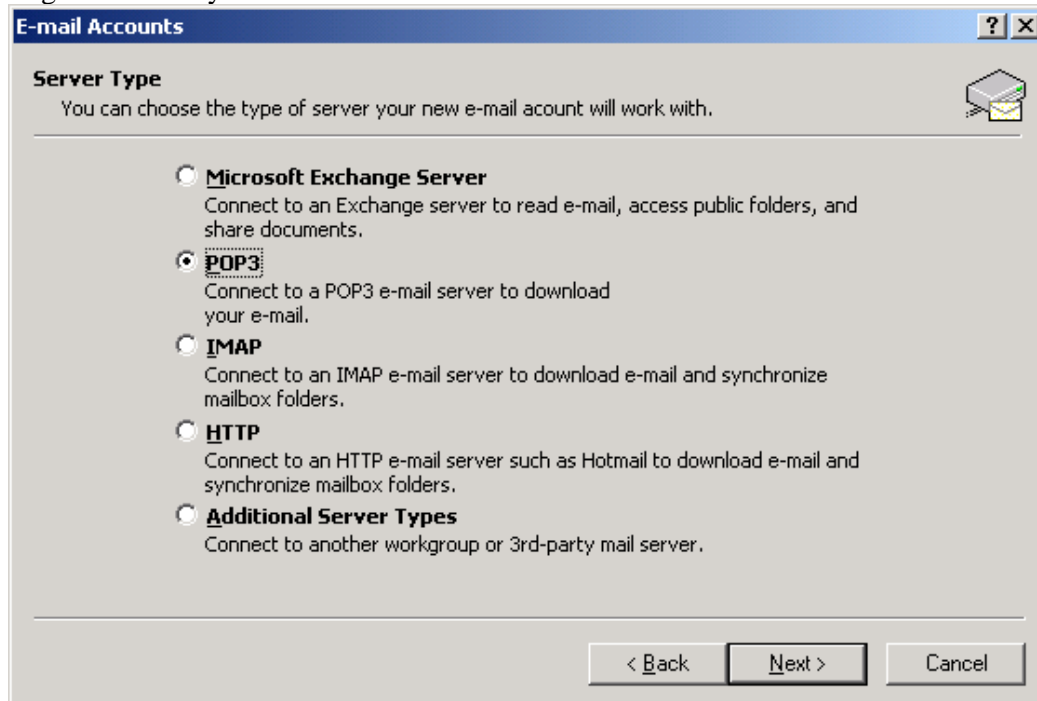 E-mail Accounts
Server Type
You can choose the type of server your new e-mail acount will work with.
Microsoft Exchange Server
Connect to an Exchange server to read e-mail, access public folders, and
share documents.
POP3
Connect to a POP3 e-mail server to download
your e-mail.
IMAP
Connect to an IMAP e-mail server to download e-mail and synchronize
mailbox folders.
HTTP
Connect to an HTTP e-mail server such as Hotmail to download e-mail and
synchronize mailbox folders.
Additional Server Types
Connect to another workgroup or 3rd-party mail server.
< Back Next > Cancel